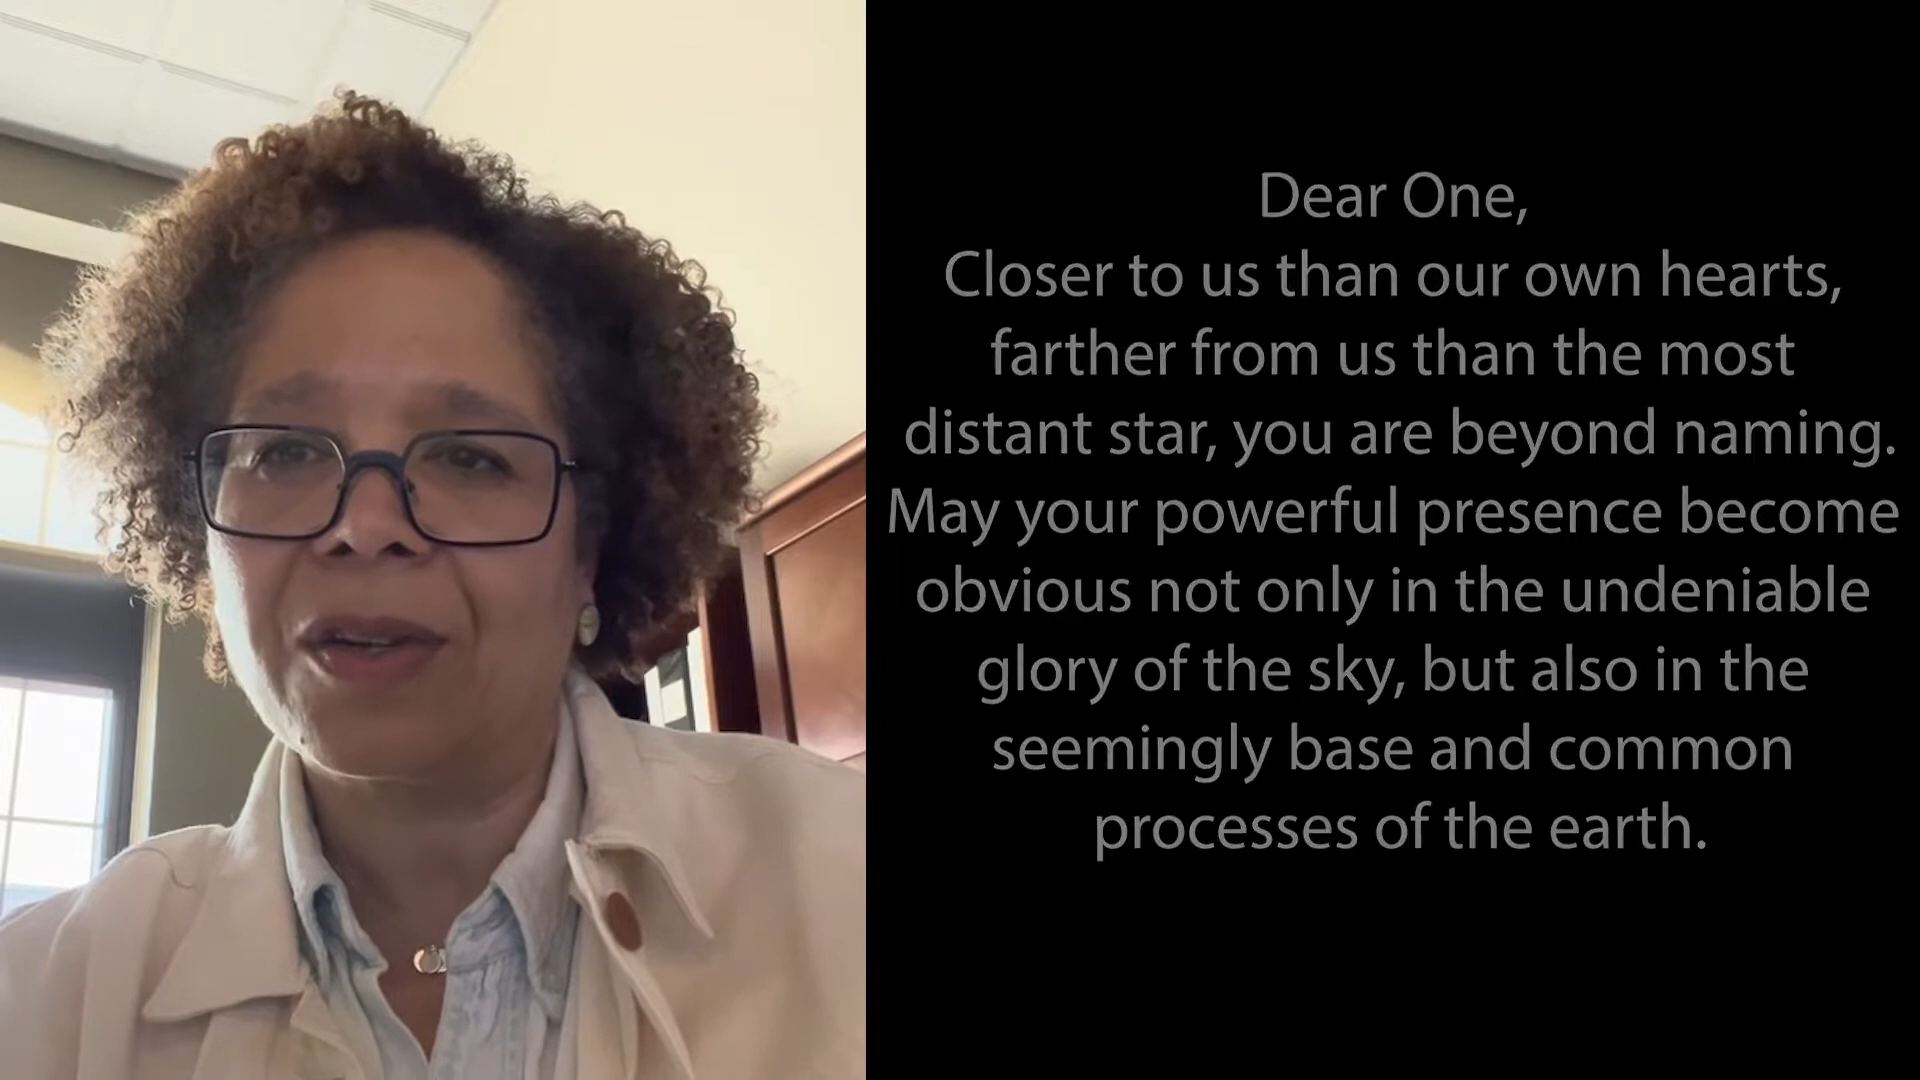 Dear One,
Closer to us than our own hearts,
farther from us than the most
distant star, you are beyond naming.
May your powerful presence become
obvious not only in the undeniable
glory of the sky, but also in the
seemingly base and common
processes of the earth.